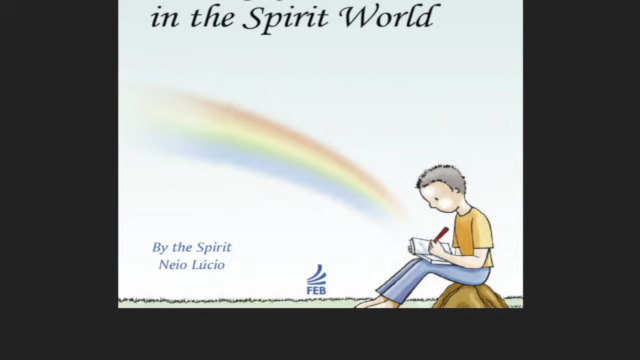 in the Spirit World
By the Spirit
Neio Lúcio
FEB